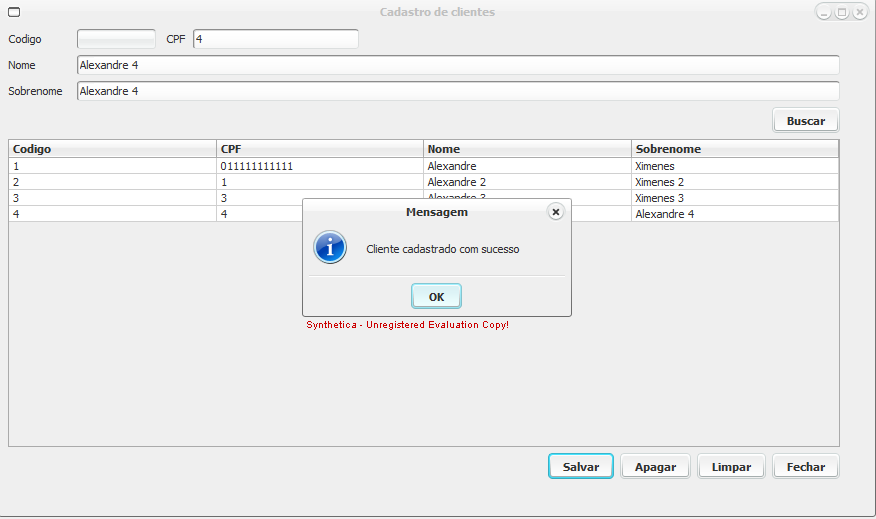 Cadastro de clientes
Codigo CPF 4
Nome Alexandre 4
Sobrenome Alexandre 4
Buscar
Codigo CPF Nome Sobrenome
1 011111111111 Alexandre Ximenes
2 1 Alexandre 2 Ximenes 2
3 3 Alexandre 3 Ximenes 3
4 4 Alexandre 4
Mensagem
Cliente cadastrado com sucesso
OK
Synthetica - Unregistered Evaluation Copy!
Salvar Apagar Limpar Fechar